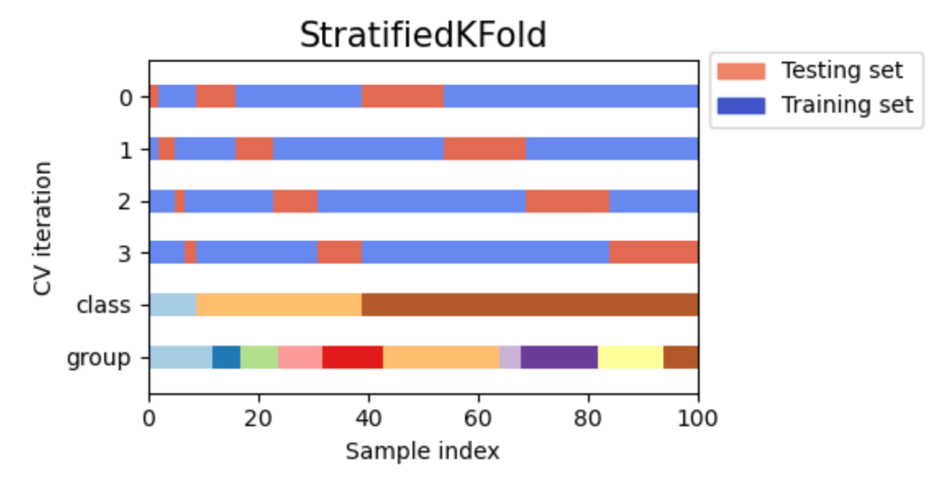 StratifiedKFold
Testing set
Training set
CV iteration
0
1
2
3
class
group
0 20 40 60 80 100
Sample index